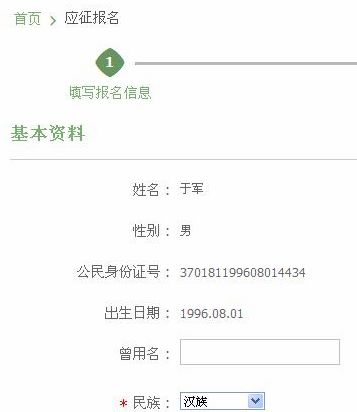 首页 > 应征报名
1
填写报名信息
基本资料
姓名： 于军
性别： 男
公民身份证号： 370181199608014434
出生日期： 1996.08.01
曾用名：
* 民族： 汉族